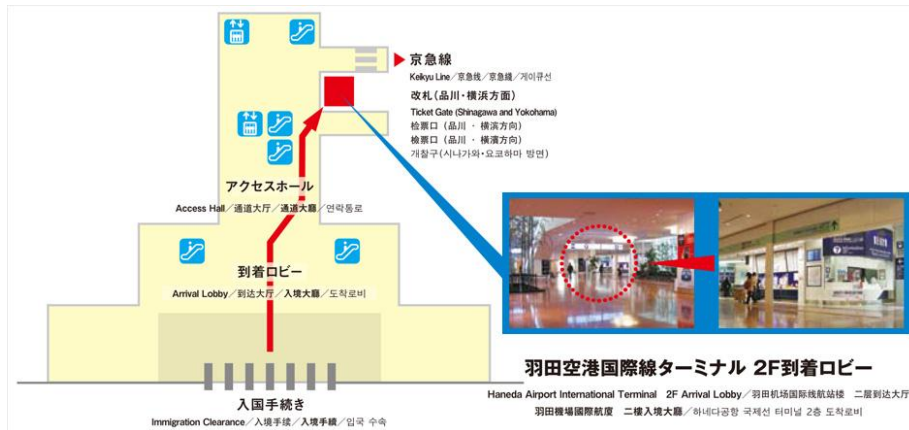 京急線
Keikyu Line／京急线／京急綫／게이큐선
改札（品川・横浜方面）
Ticket Gate (Shinagawa and Yokohama)
检票口（品川 · 横滨方向）
檢票口（品川 · 橫濱方向）
개찰구(시나가와・요코하마 방면)
アクセスホール
Access Hall／通道大厅／通道大廳／연락통로
到着ロビー
Arrival Lobby／到达大厅／入境大廳／도착로비
入国手続き
Immigration Clearance／入境手续／入境手續／입국 수속
羽田空港国際線ターミナル 2F到着ロビー
Haneda Airport International Terminal 2F Arrival Lobby／羽田机场国际线航站楼 二层到达大厅
羽田機場國際航廈 二樓入境大廳／하네다공항 국제선 터미널 2층 도착로비